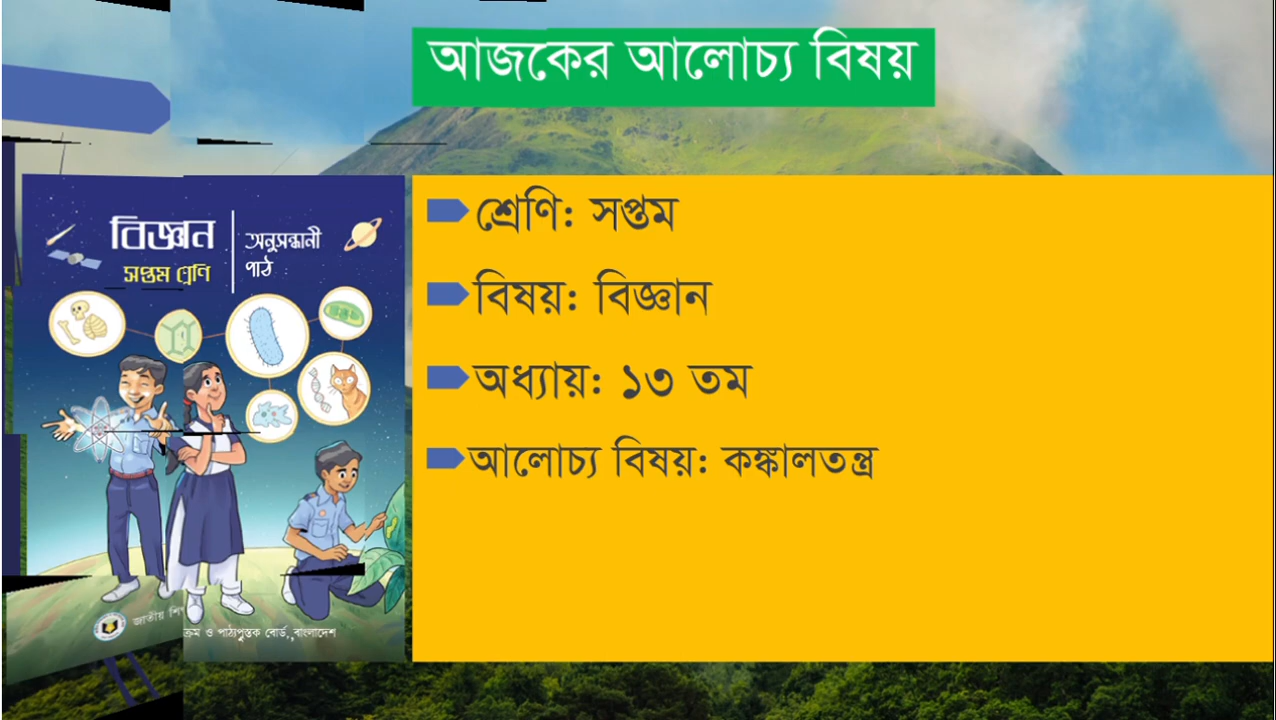 আজকের আলোচ্য বিষয়
বিজ্ঞান
সপ্তম শ্রেণি
অনুসন্ধানী
পাঠ
জাতীয় শি
ক্রম ও পাঠ্যপুস্তক বোর্ড, বাংলাদেশ
শ্রেণি: সপ্তম
বিষয়: বিজ্ঞান
অধ্যায়: ১৩ তম
আলোচ্য বিষয়: কঙ্কালতন্ত্র